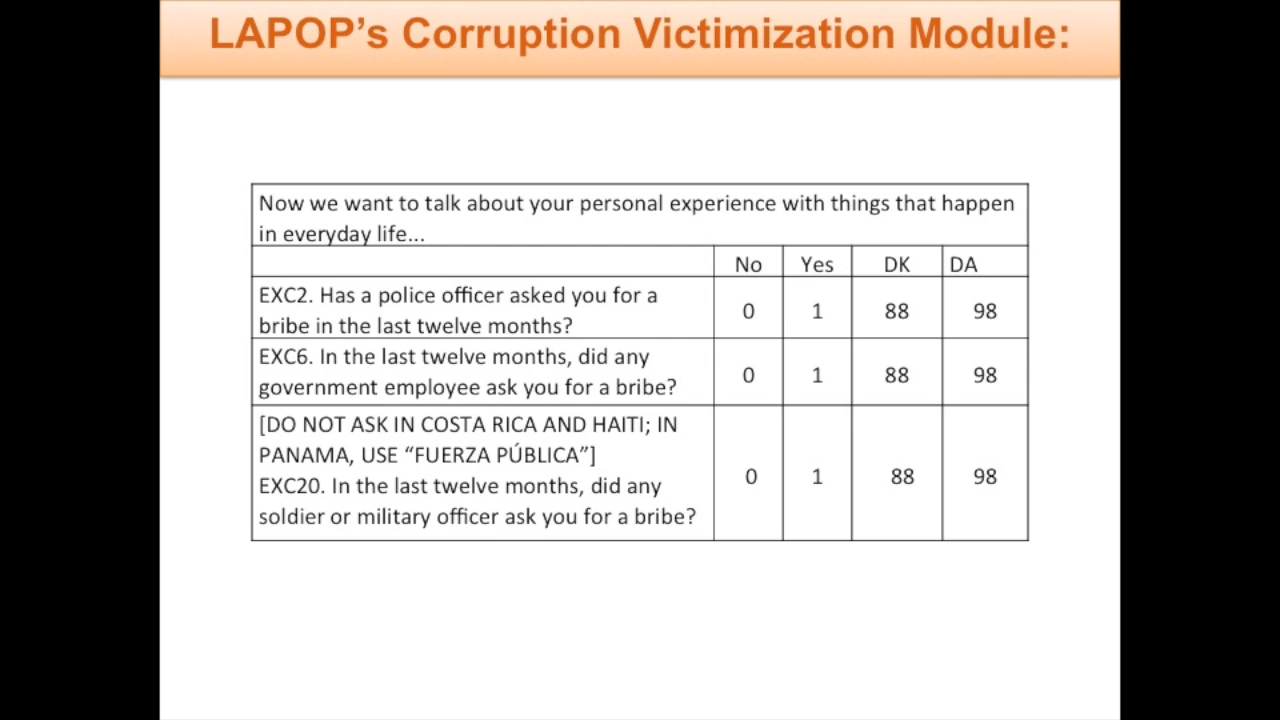 LAPOP's Corruption Victimization Module:
Now we want to talk about your personal experience with things that happen
in everyday life...
No Yes DK DA
EXC2. Has a police officer asked you for a
bribe in the last twelve months?
0 1 88 98
EXC6. In the last twelve months, did any
government employee ask you for a bribe?
0 1 88 98
[DO NOT ASK IN COSTA RICA AND HAITI; IN
PANAMA, USE “FUERZA PÚBLICA”]
EXC20. In the last twelve months, did any
soldier or military officer ask you for a bribe?
0 1 88 98